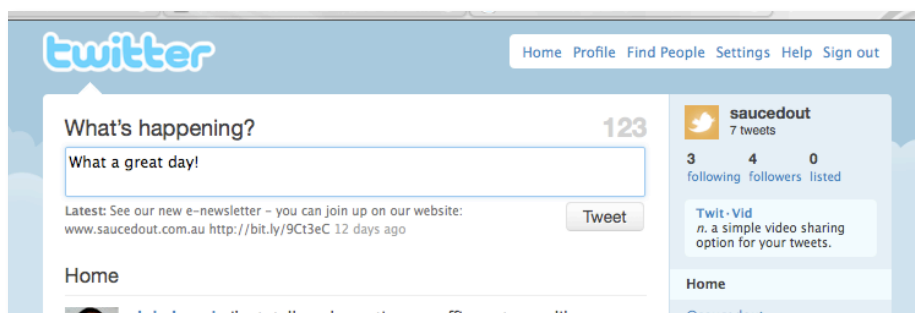 twitter
Home Profile Find People Settings Help Sign out
What's happening?
123
What a great day!
Latest: See our new e-newsletter – you can join up on our website:
www.saucedout.com.au http://bit.ly/9Ct3eC 12 days ago
Tweet
Home
saucedout
7 tweets
3 4 0
following followers listed
Twit·Vid
n. a simple video sharing
option for your tweets.
Home